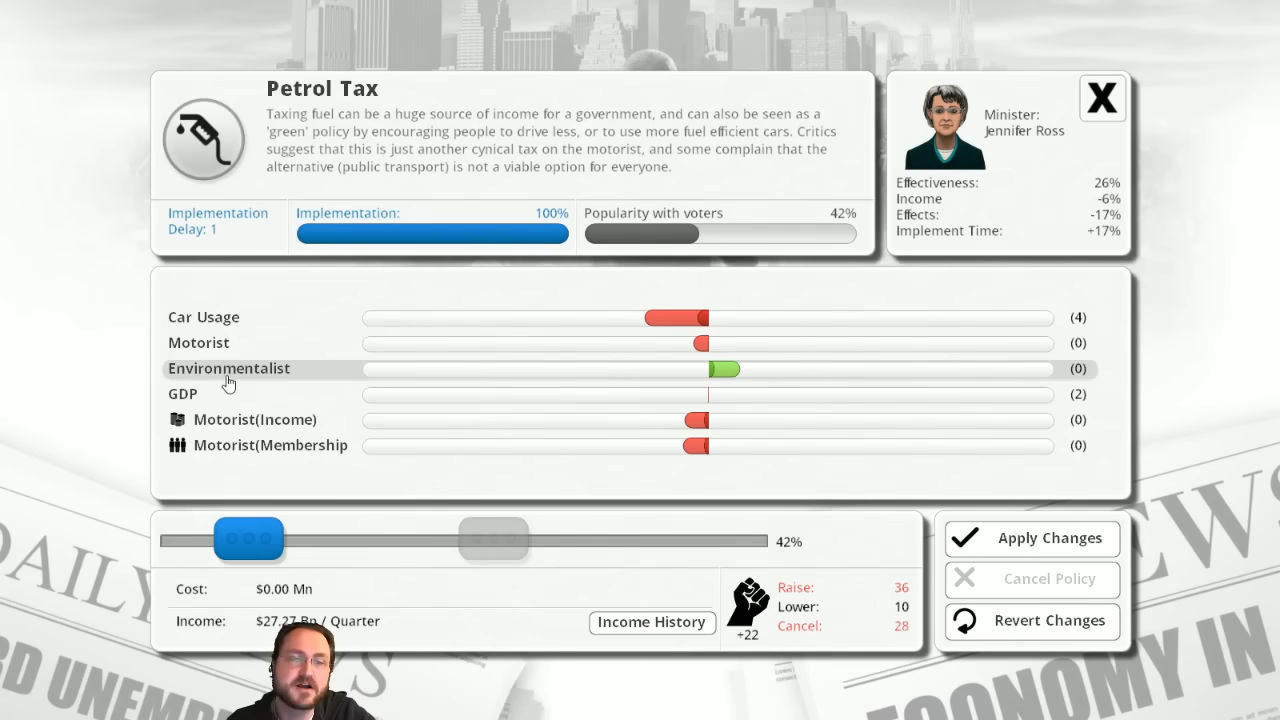 Petrol Tax
Taxing fuel can be a huge source of income for a government, and can also be seen as a
'green' policy by encouraging people to drive less, or to use more fuel efficient cars. Critics
suggest that this is just another cynical tax on the motorist, and some complain that the
alternative (public transport) is not a viable option for everyone.
Implementation
Delay: 1
Implementation: 100%
Popularity with voters 42%
Minister:
Jennifer Ross
X
Effectiveness: 26%
Income -6%
Effects: -17%
Implement Time: +17%
Car Usage (4)
Motorist (0)
Environmentalist (0)
GDP (2)
Motorist(Income) (0)
Motorist(Membership (0)
42%
Cost: $0.00 Mn
Income: $27.27 Bn / Quarter
Income History
+22
Raise: 36
Lower: 10
Cancel: 28
Apply Changes
Cancel Policy
Revert Changes
DAILY
NEWS
ECONOMY IN